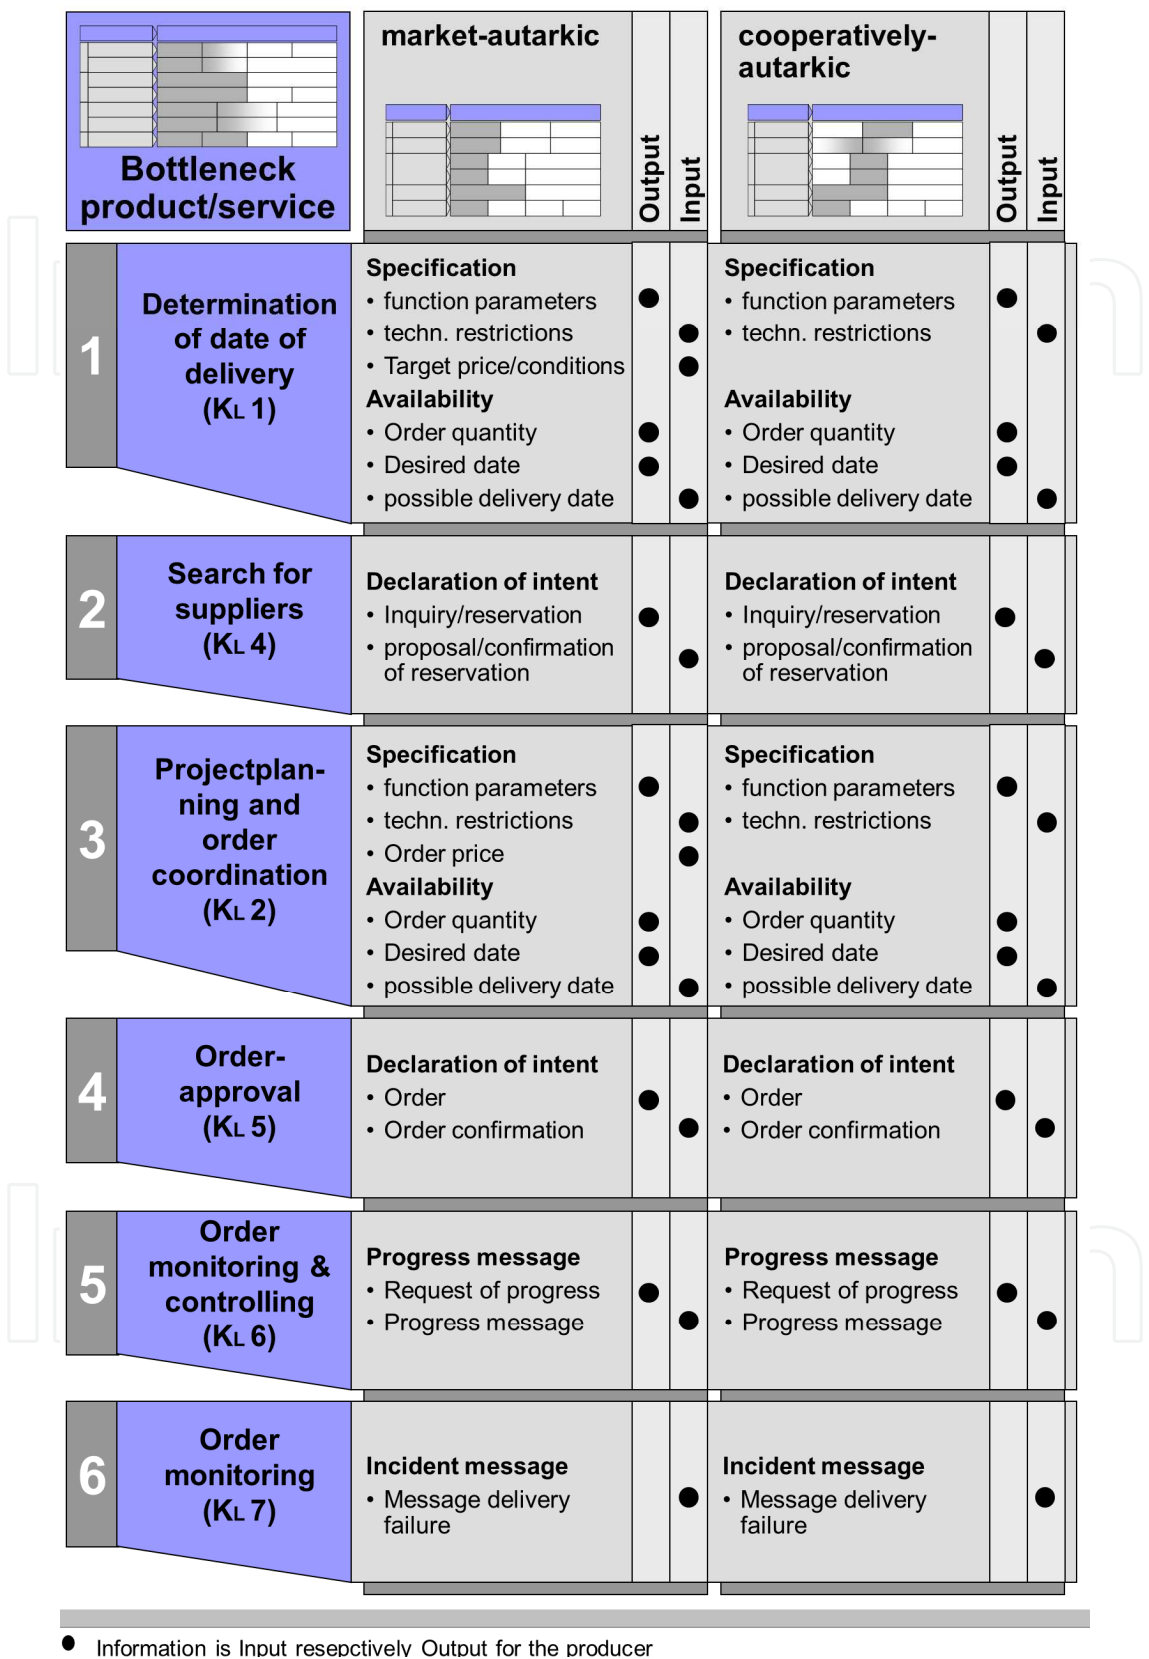 Bottleneck
product/service
market-autarkic
Output
Input
cooperatively-
autarkic
Output
Input
1
Determination
of date of
delivery
(KL 1)
Specification
• function parameters
• techn. restrictions
• Target price/conditions
Availability
• Order quantity
• Desired date
• possible delivery date
Specification
• function parameters
• techn. restrictions
Availability
• Order quantity
• Desired date
• possible delivery date
2
Search for
suppliers
(KL 4)
Declaration of intent
• Inquiry/reservation
• proposal/confirmation
of reservation
Declaration of intent
• Inquiry/reservation
• proposal/confirmation
of reservation
3
Projectplan-
ning and
order
coordination
(KL 2)
Specification
• function parameters
• techn. restrictions
• Order price
Availability
• Order quantity
• Desired date
• possible delivery date
Specification
• function parameters
• techn. restrictions
Availability
• Order quantity
• Desired date
• possible delivery date
4
Order-
approval
(KL 5)
Declaration of intent
• Order
• Order confirmation
Declaration of intent
• Order
• Order confirmation
5
Order
monitoring &
controlling
(KL 6)
Progress message
• Request of progress
• Progress message
Progress message
• Request of progress
• Progress message
6
Order
monitoring
(KL 7)
Incident message
• Message delivery
failure
Incident message
• Message delivery
failure
● Information is Input resepctively Output for the producer